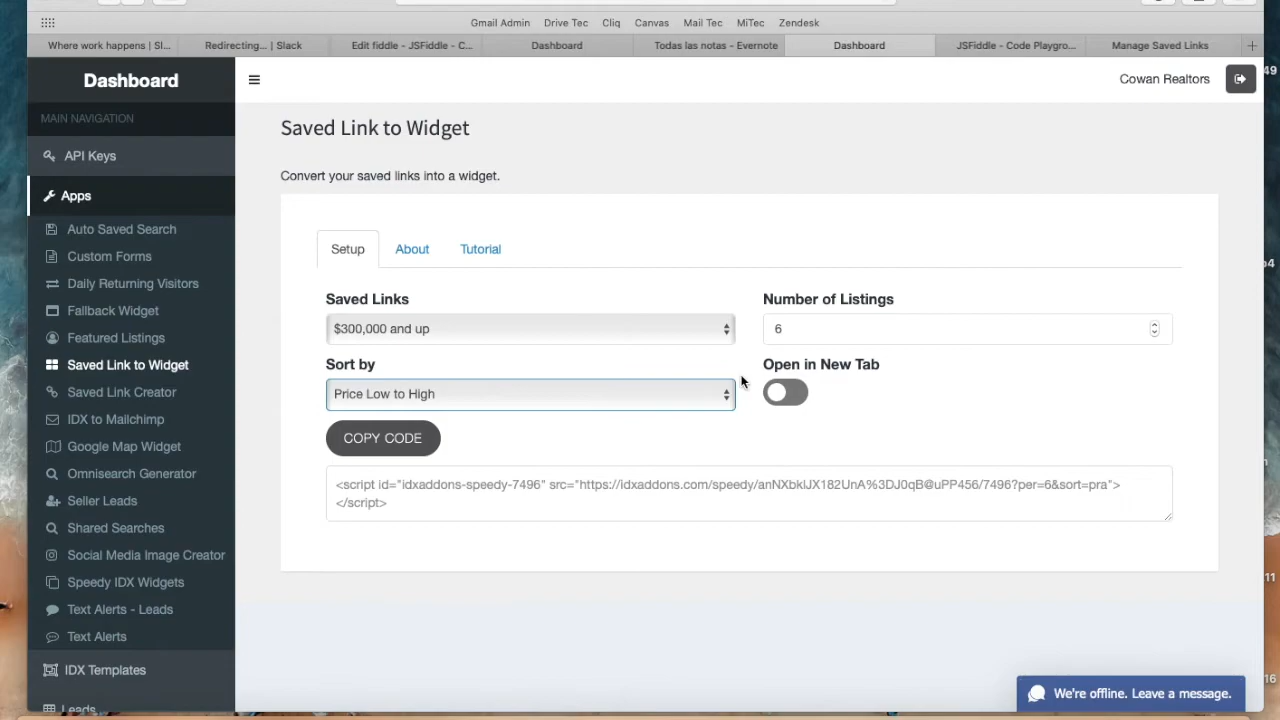 Gmail Admin Drive Tec Cliq Canvas Mail Tec MiTec Zendesk
Where work happens | Sl... Redirecting... | Slack Edit fiddle - JSFiddle - C... Dashboard Todas las notas - Evernote Dashboard JSFiddle - Code Playgro... Manage Saved Links
Dashboard
Cowan Realtors
MAIN NAVIGATION
API Keys
Apps
Auto Saved Search
Custom Forms
Daily Returning Visitors
Fallback Widget
Featured Listings
Saved Link to Widget
Saved Link Creator
IDX to Mailchimp
Google Map Widget
Omnisearch Generator
Seller Leads
Shared Searches
Social Media Image Creator
Speedy IDX Widgets
Text Alerts - Leads
Text Alerts
IDX Templates
Leads
Saved Link to Widget
Convert your saved links into a widget.
Setup About Tutorial
Saved Links Number of Listings
$300,000 and up 6
Sort by Open in New Tab
Price Low to High
COPY CODE
<script id="idxaddons-speedy-7496" src="https://idxaddons.com/speedy/anNXbklJX182UnA%3DJ0qB@uPP456/7496?per=6&sort=pra">
</script>
We're offline. Leave a message.
49
p4
11
16